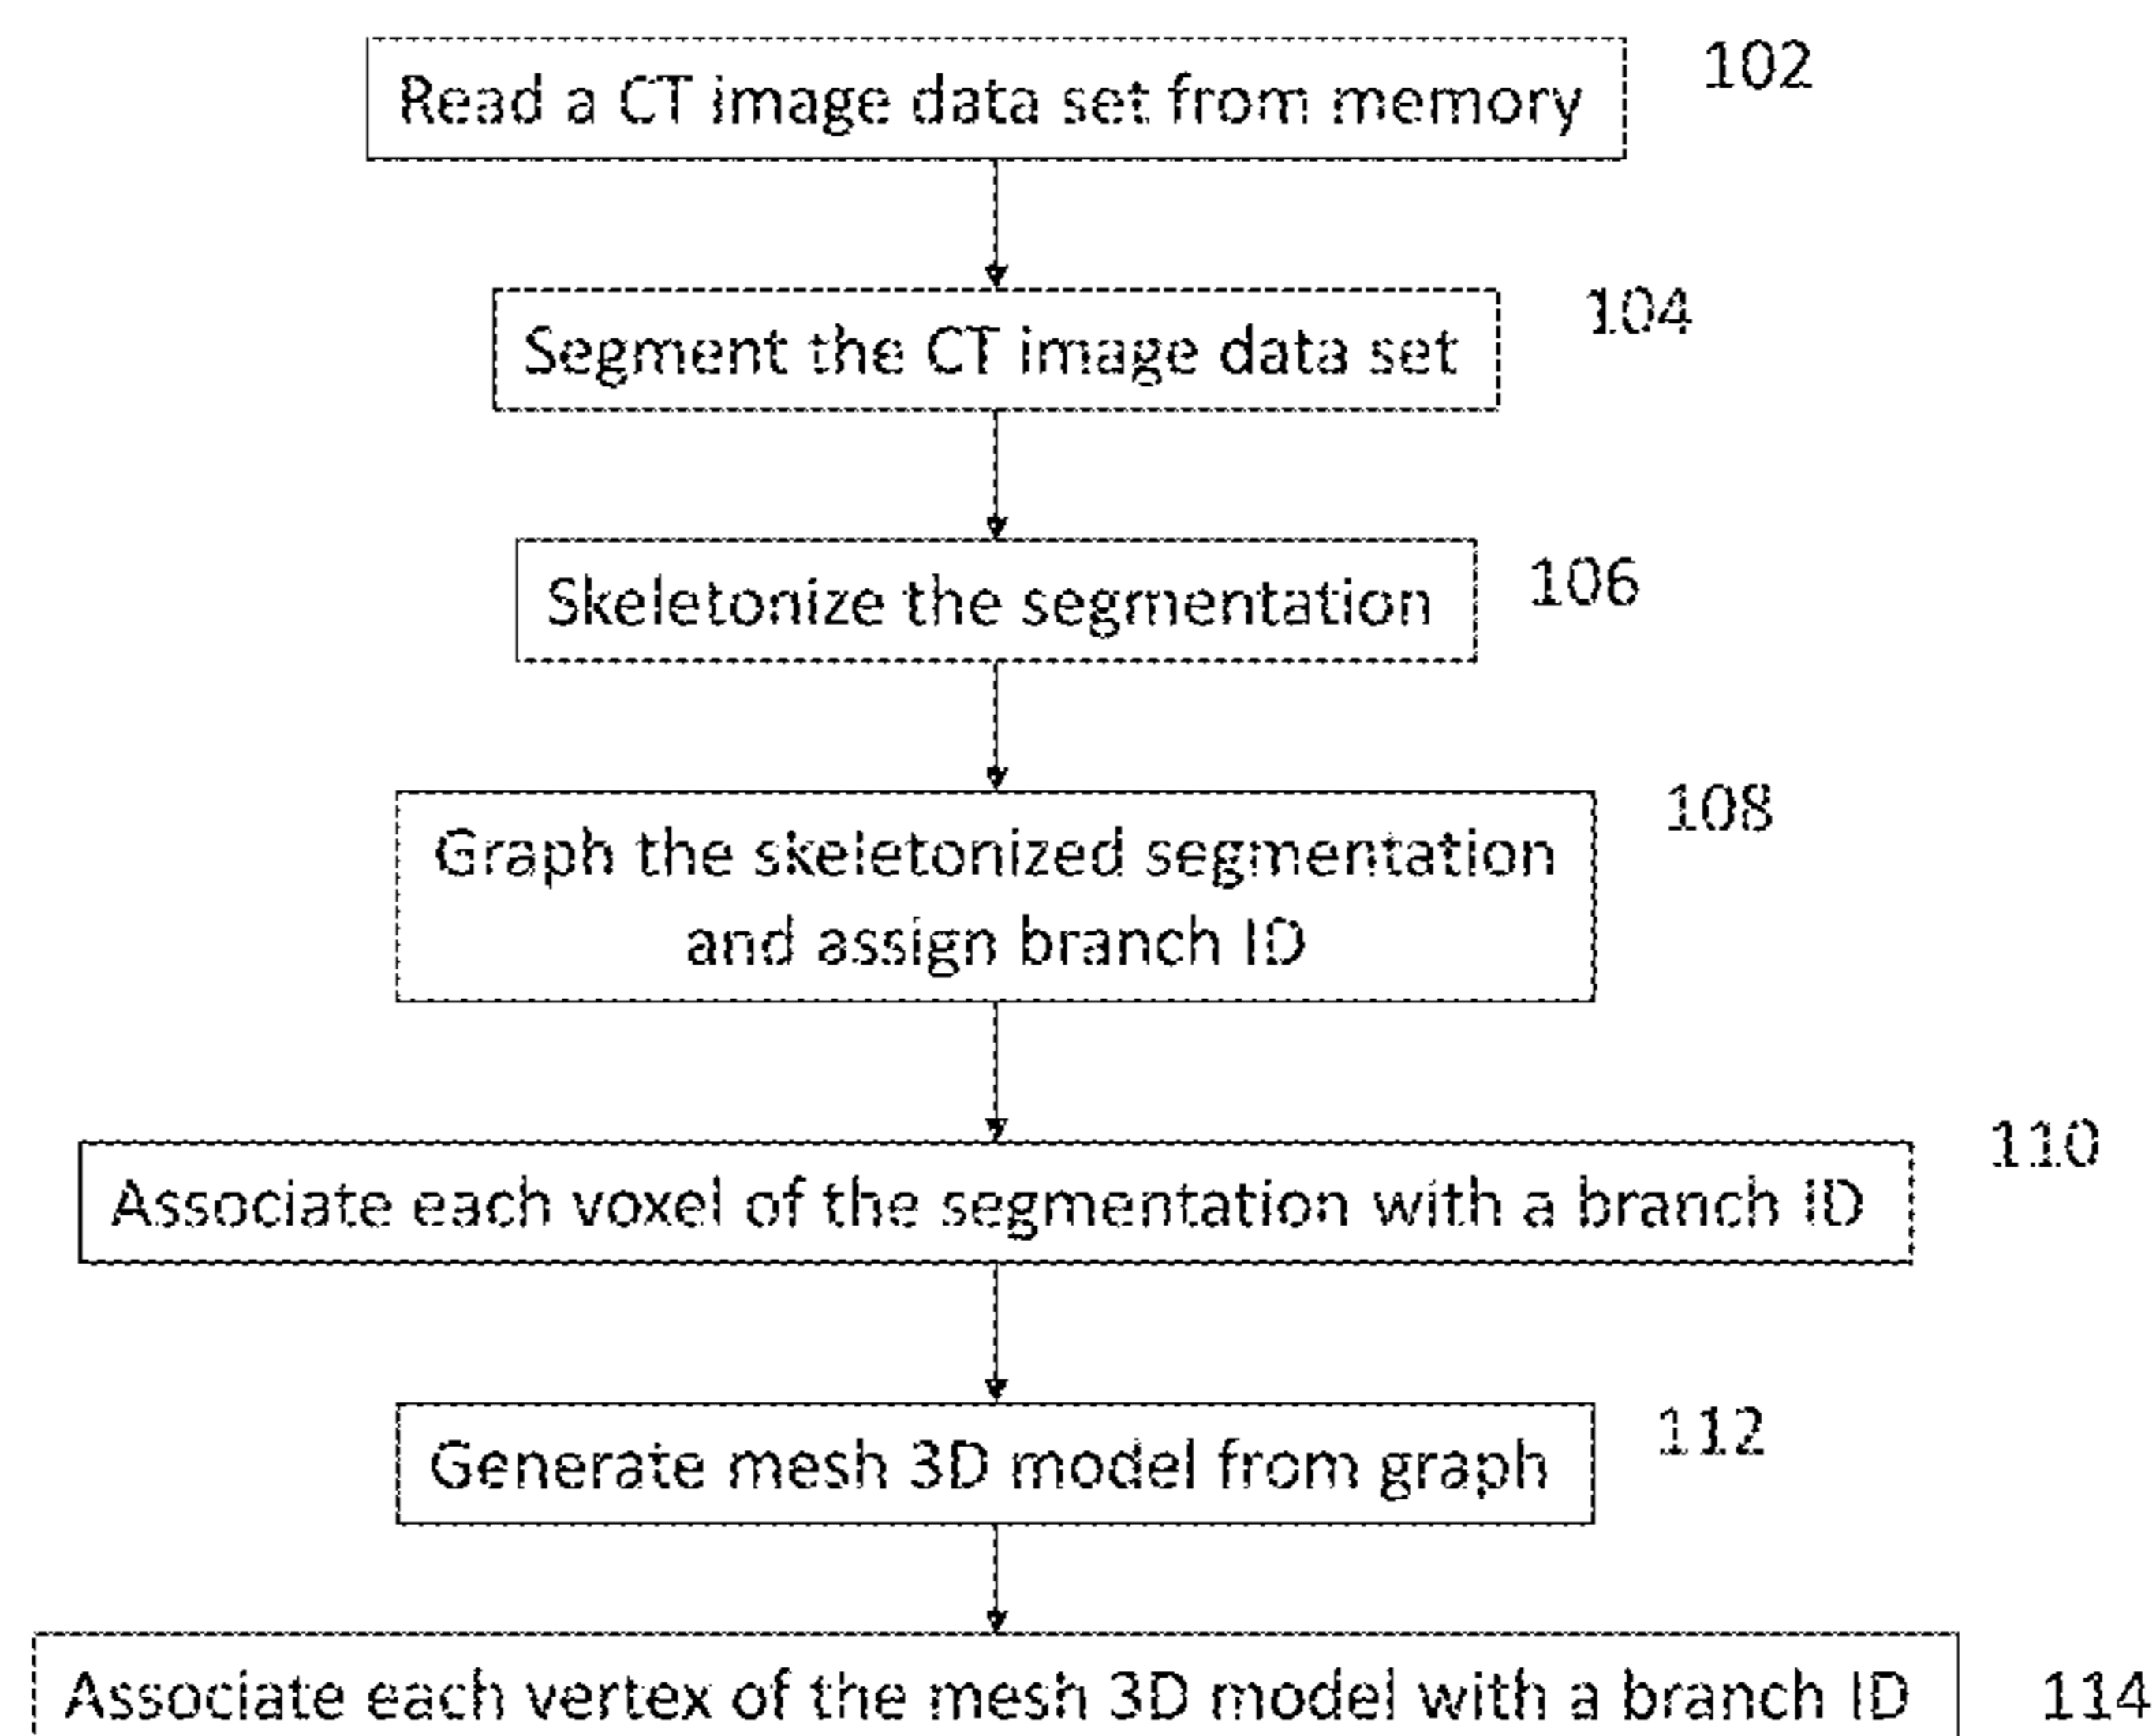 Read a CT image data set from memory
102
Segment the CT image data set
104
Skeletonize the segmentation
106
Graph the skeletonized segmentation
and assign branch ID
108
Associate each voxel of the segmentation with a branch ID
110
Generate mesh 3D model from graph
112
Associate each vertex of the mesh 3D model with a branch ID
114